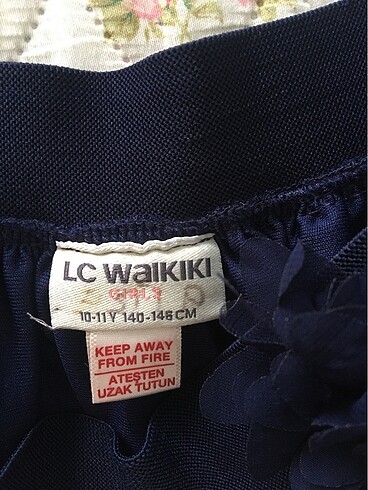 LC WAIKIKI
GIRLS
10-11 Y 140-146 CM
KEEP AWAY
FROM FIRE
ATEŞTEN
UZAK TUTUN